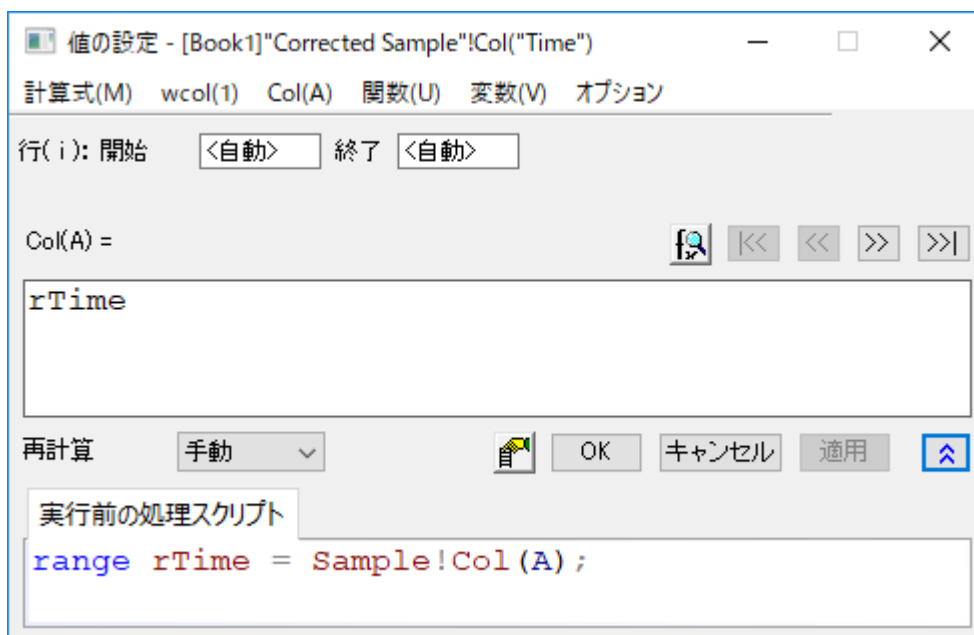 値の設定 - [Book1]"Corrected Sample"!Col("Time")
計算式(M) wcol(1) Col(A) 関数(U) 変数(V) オプション
行(i): 開始 <自動> 終了 <自動>
Col(A) = |<< << >> >>|
rTime
再計算 手動 OK キャンセル 適用
実行前の処理スクリプト
range rTime = Sample!Col(A);